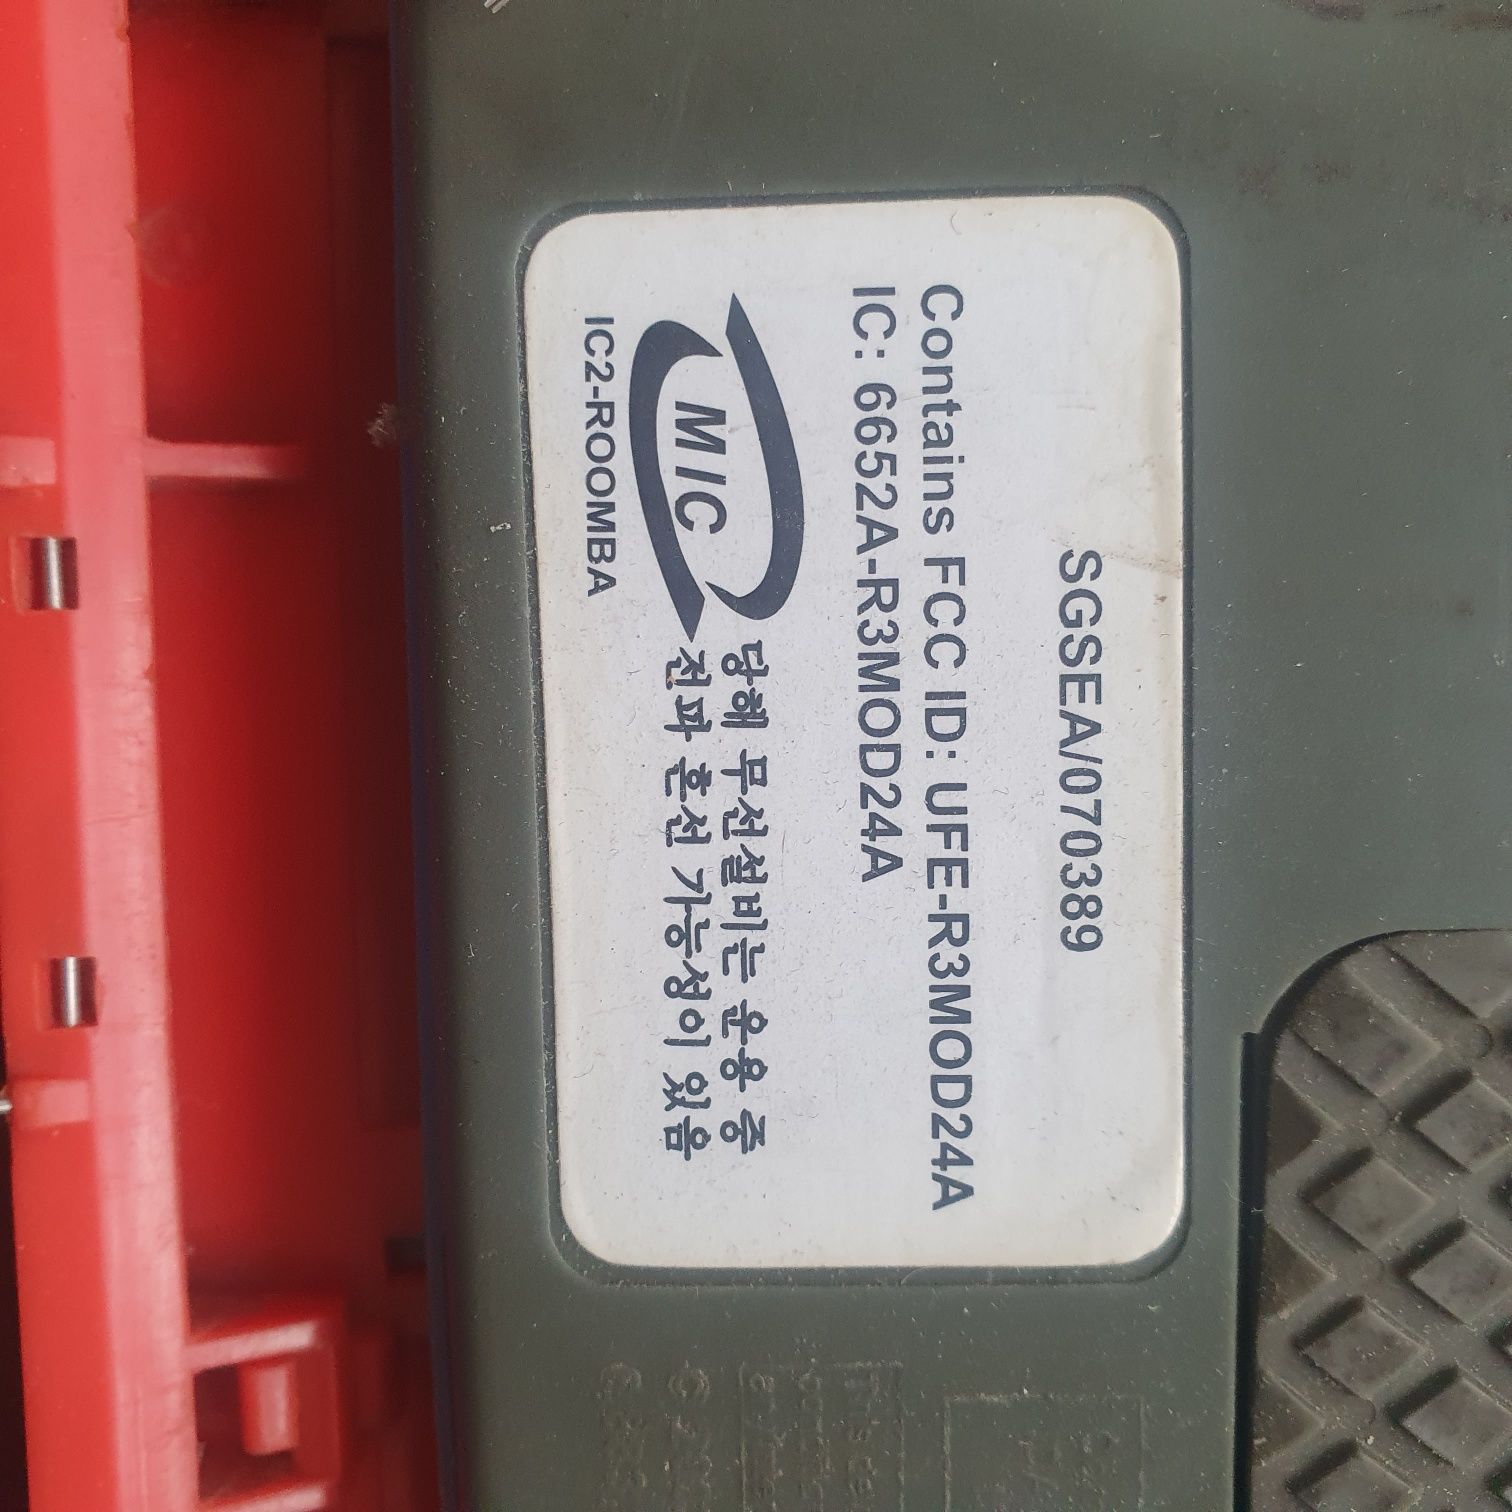 SGSEA/070389
Contains FCC ID: UFE-R3MOD24A
IC: 6652A-R3MOD24A
MIC
당해 무선설비는 운용 중
전파 혼선 가능성이 있음
IC2-ROOMBA